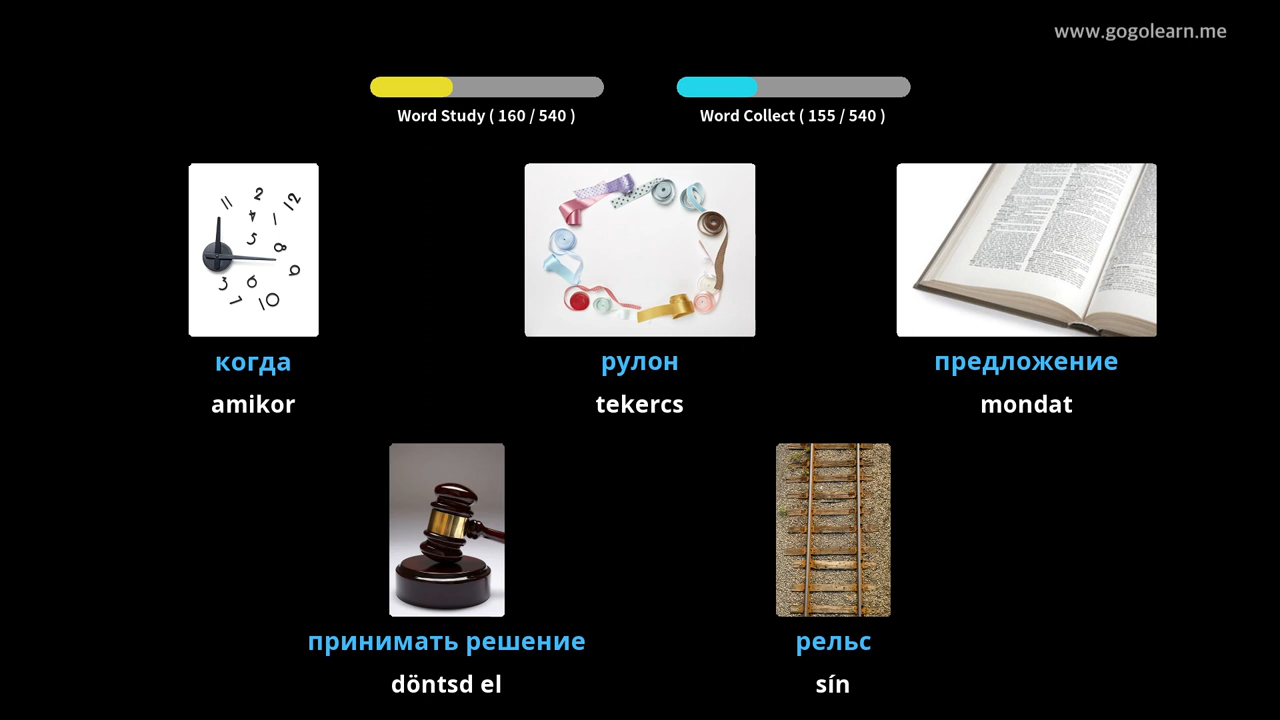 www.gogolearn.me
Word Study ( 160 / 540 )
Word Collect ( 155 / 540 )
когда
amikor
рулон
tekercs
предложение
mondat
принимать решение
döntsd el
рельс
sín